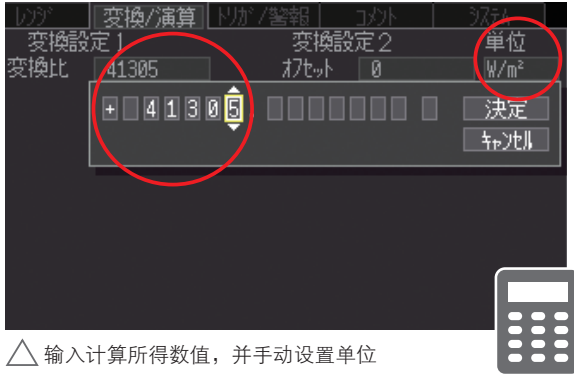 レンジ 変換/演算 トリガ/警報 コメント システム
変換設定1 変換設定2 単位
変換比 41305 オフセット 0 W/m²
+ 4 1 3 0 5 . 決定
キャンセル
△ 输入计算所得数值，并手动设置单位